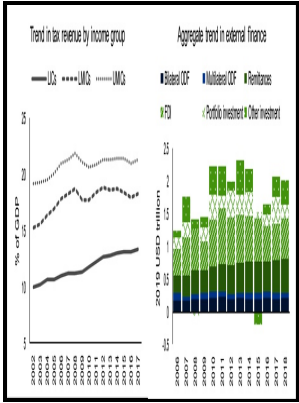 Trend in tax revenue by income group
LICs LMICs UMICs
25
20
15
10
5
% of GDP
2002 2003 2004 2005 2006 2007 2008 2009 2010 2011 2012 2013 2014 2015 2016 2017
Aggregate trend in external finance
Bilateral ODF Multilateral ODF Remittances
FDI Portfolio investment Other investment
2.5
2
1.5
1
0.5
0
-0.5
2019 USD trillion
2006 2007 2008 2009 2010 2011 2012 2013 2014 2015 2016 2017 2018